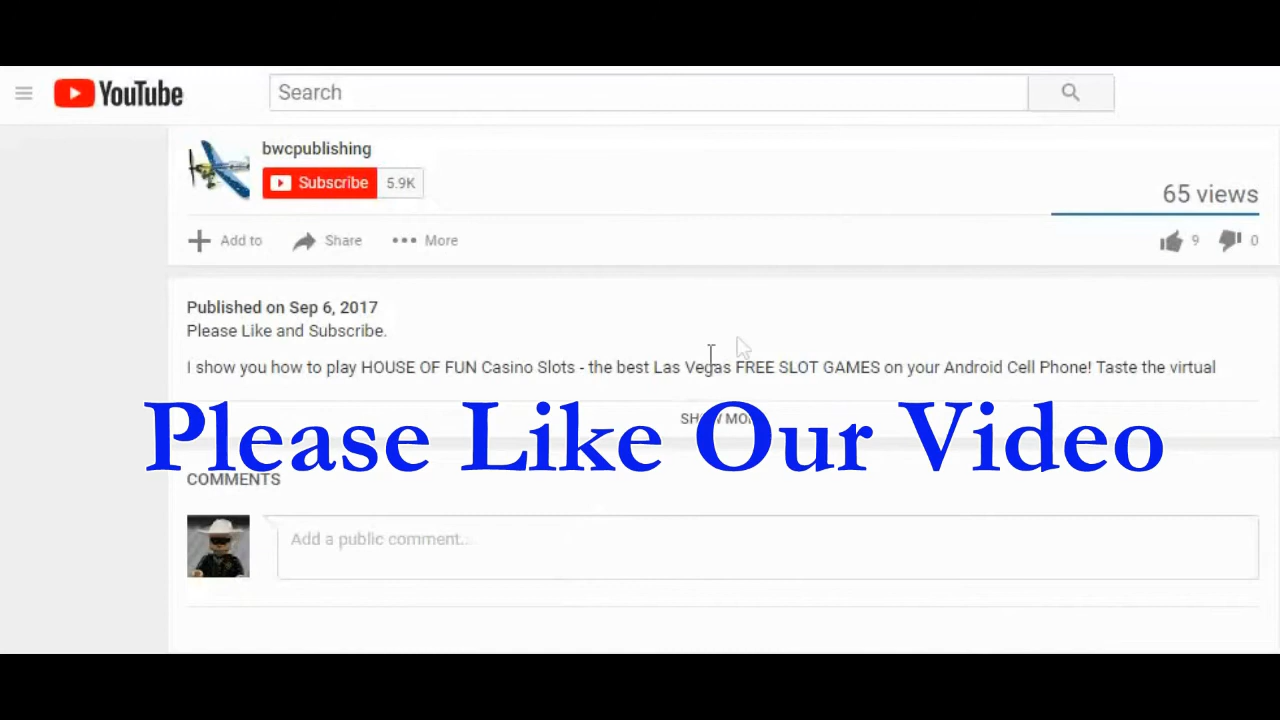 YouTube
Search
bwcpublishing
Subscribe 5.9K
65 views
Add to Share More
9 0
Published on Sep 6, 2017
Please Like and Subscribe.
I show you how to play HOUSE OF FUN Casino Slots - the best Las Vegas FREE SLOT GAMES on your Android Cell Phone! Taste the virtual
Please Like Our Video
COMMENTS
Add a public comment...